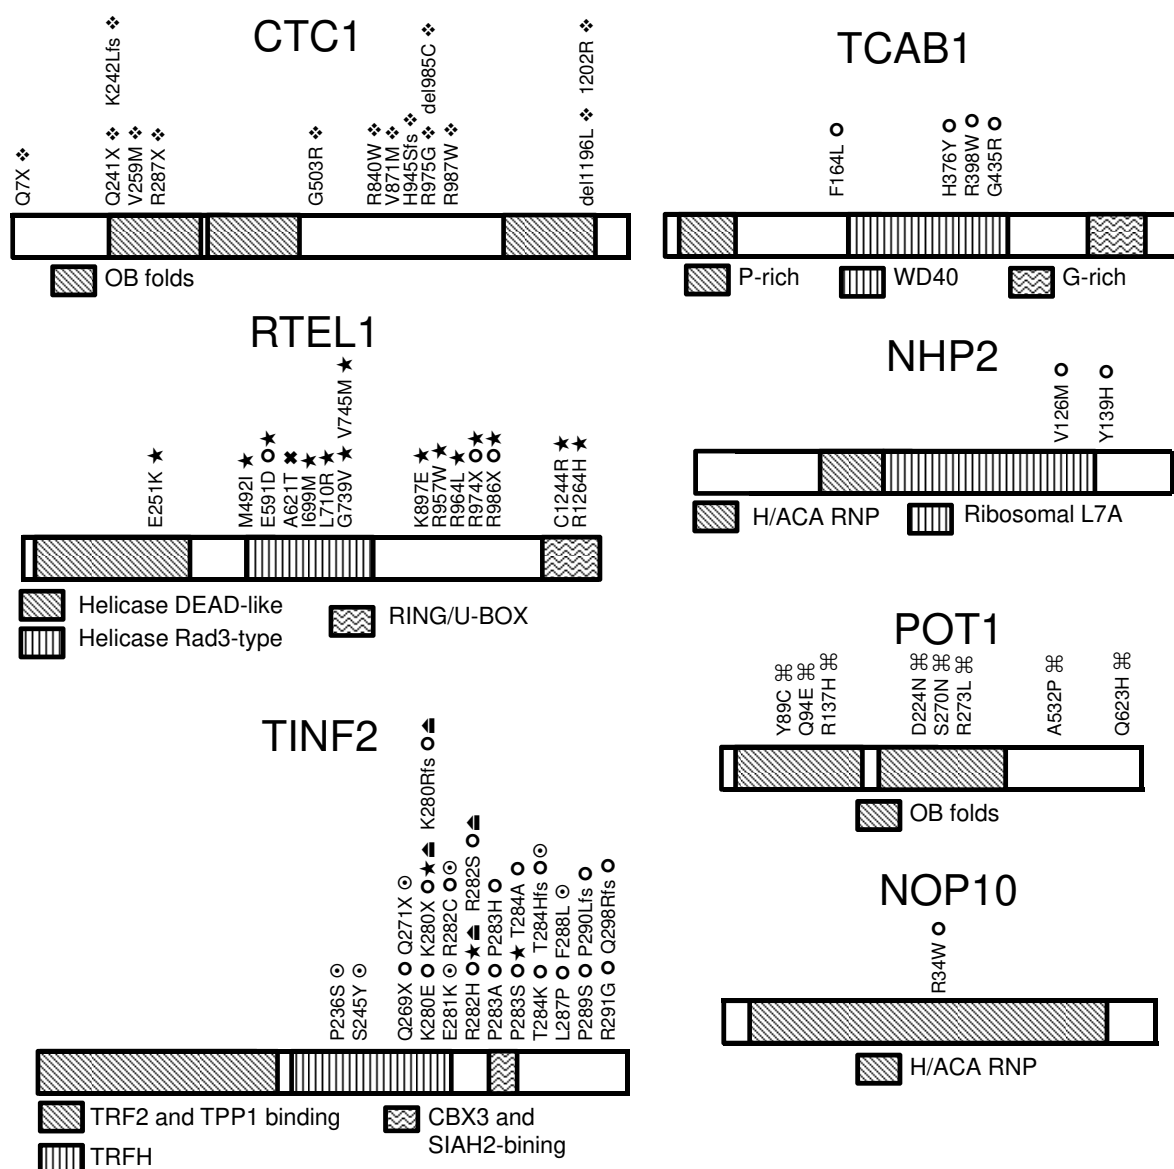 CTC1
Q7X ❖
Q241X ❖ K242Lfs ❖
V259M ❖
R287X ❖
G503R ❖
R840W ❖
V871M ❖
H945Sfs ❖
R975G ❖ del985C ❖
R987W ❖
del1196L ❖ 1202R ❖
OB folds
TCAB1
F164L
H376Y
R398W
G435R
P-rich
WD40
G-rich
RTEL1
E251K ★
M492I ★
E591D ★
A621T ✖
I699M ★
L710R ★
G739V ★ V745M ★
K897E ★
R957W ★
R964L ★
R974X ★
R986X ★
C1244R ★
R1264H ★
Helicase DEAD-like
Helicase Rad3-type
RING/U-BOX
NHP2
V126M
Y139H
H/ACA RNP
Ribosomal L7A
POT1
Y89C ⌘
Q94E ⌘
R137H ⌘
D224N ⌘
S270N ⌘
R273L ⌘
A532P ⌘
Q623H ⌘
OB folds
TINF2
P236S
S245Y
Q269X Q271X
K280E K280X ★ K280Rfs
E281K R282C
R282H ★ R282S
P283A P283H
P283S ★ T284A
T284K T284Hfs
L287P F288L
P289S P290Lfs
R291G Q298Rfs
TRF2 and TPP1 binding
TRFH
CBX3 and
SIAH2-bining
NOP10
R34W
H/ACA RNP